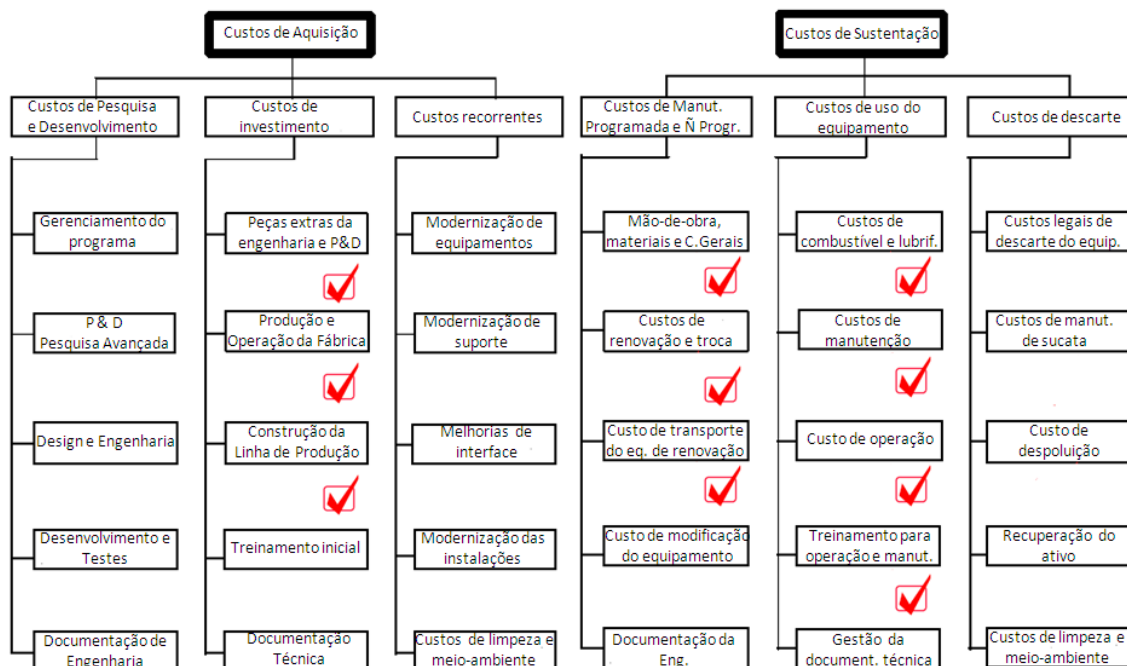 Custos de Aquisição
Custos de Sustentação
Custos de Pesquisa
e Desenvolvimento
Custos de
investimento
Custos recorrentes
Custos de Manut.
Programada e Ñ Progr.
Custos de uso do
equipamento
Custos de descarte
Gerenciamento do
programa
Peças extras da
engenharia e P&D
Modernização de
equipamentos
Mão-de-obra,
materiais e C.Gerais
Custos de
combustível e lubrif.
Custos legais de
descarte do equip.
P & D
Pesquisa Avançada
Produção e
Operação da Fábrica
Modernização de
suporte
Custos de
renovação e troca
Custos de
manutenção
Custos de manut.
de sucata
Design e Engenharia
Construção da
Linha de Produção
Melhorias de
interface
Custo de transporte
do eq. de renovação
Custo de operação
Custo de
despoluição
Desenvolvimento e
Testes
Treinamento inicial
Modernização das
instalações
Custo de modificação
do equipamento
Treinamento para
operação e manut.
Recuperação do
ativo
Documentação de
Engenharia
Documentação
Técnica
Custos de limpeza e
meio-ambiente
Documentação da
Eng.
Gestão da
document. técnica
Custos de limpeza e
meio-ambiente